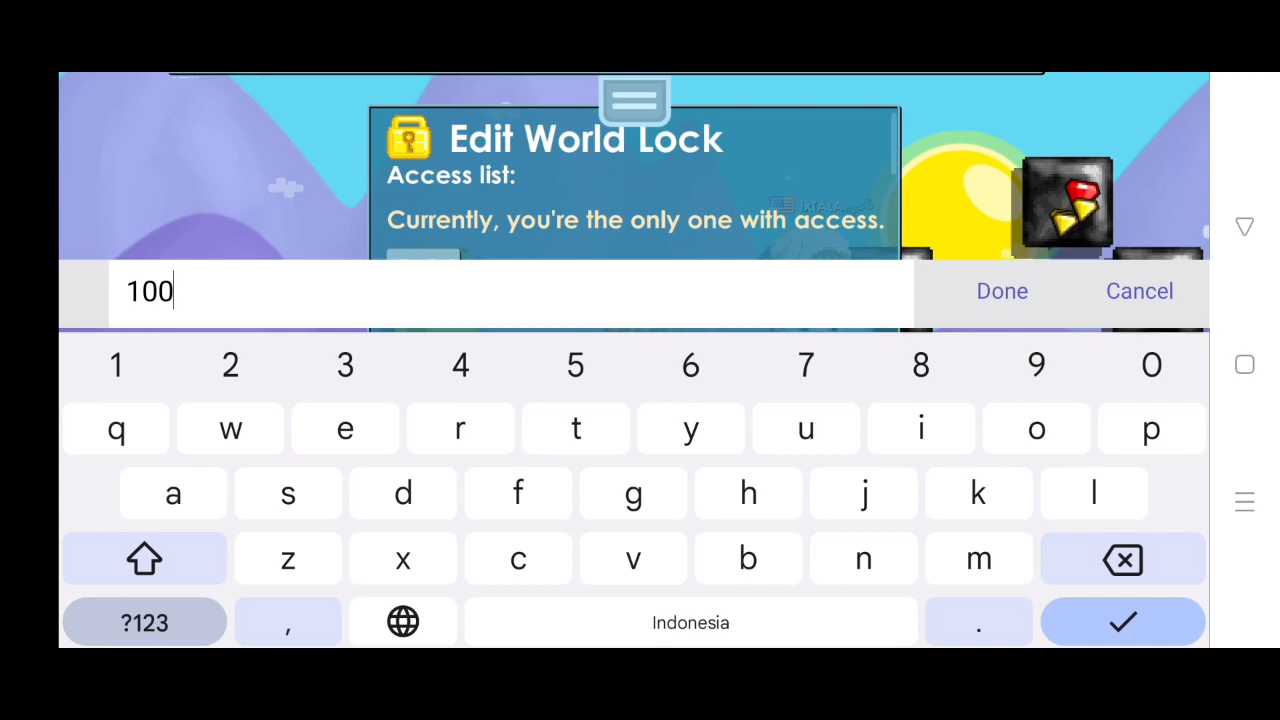 Edit World Lock
Access list:
iXTALA
Currently, you're the only one with access.
100
Done
Cancel
1 2 3 4 5 6 7 8 9 0
q w e r t y u i o p
a s d f g h j k l
z x c v b n m
?123 , Indonesia .